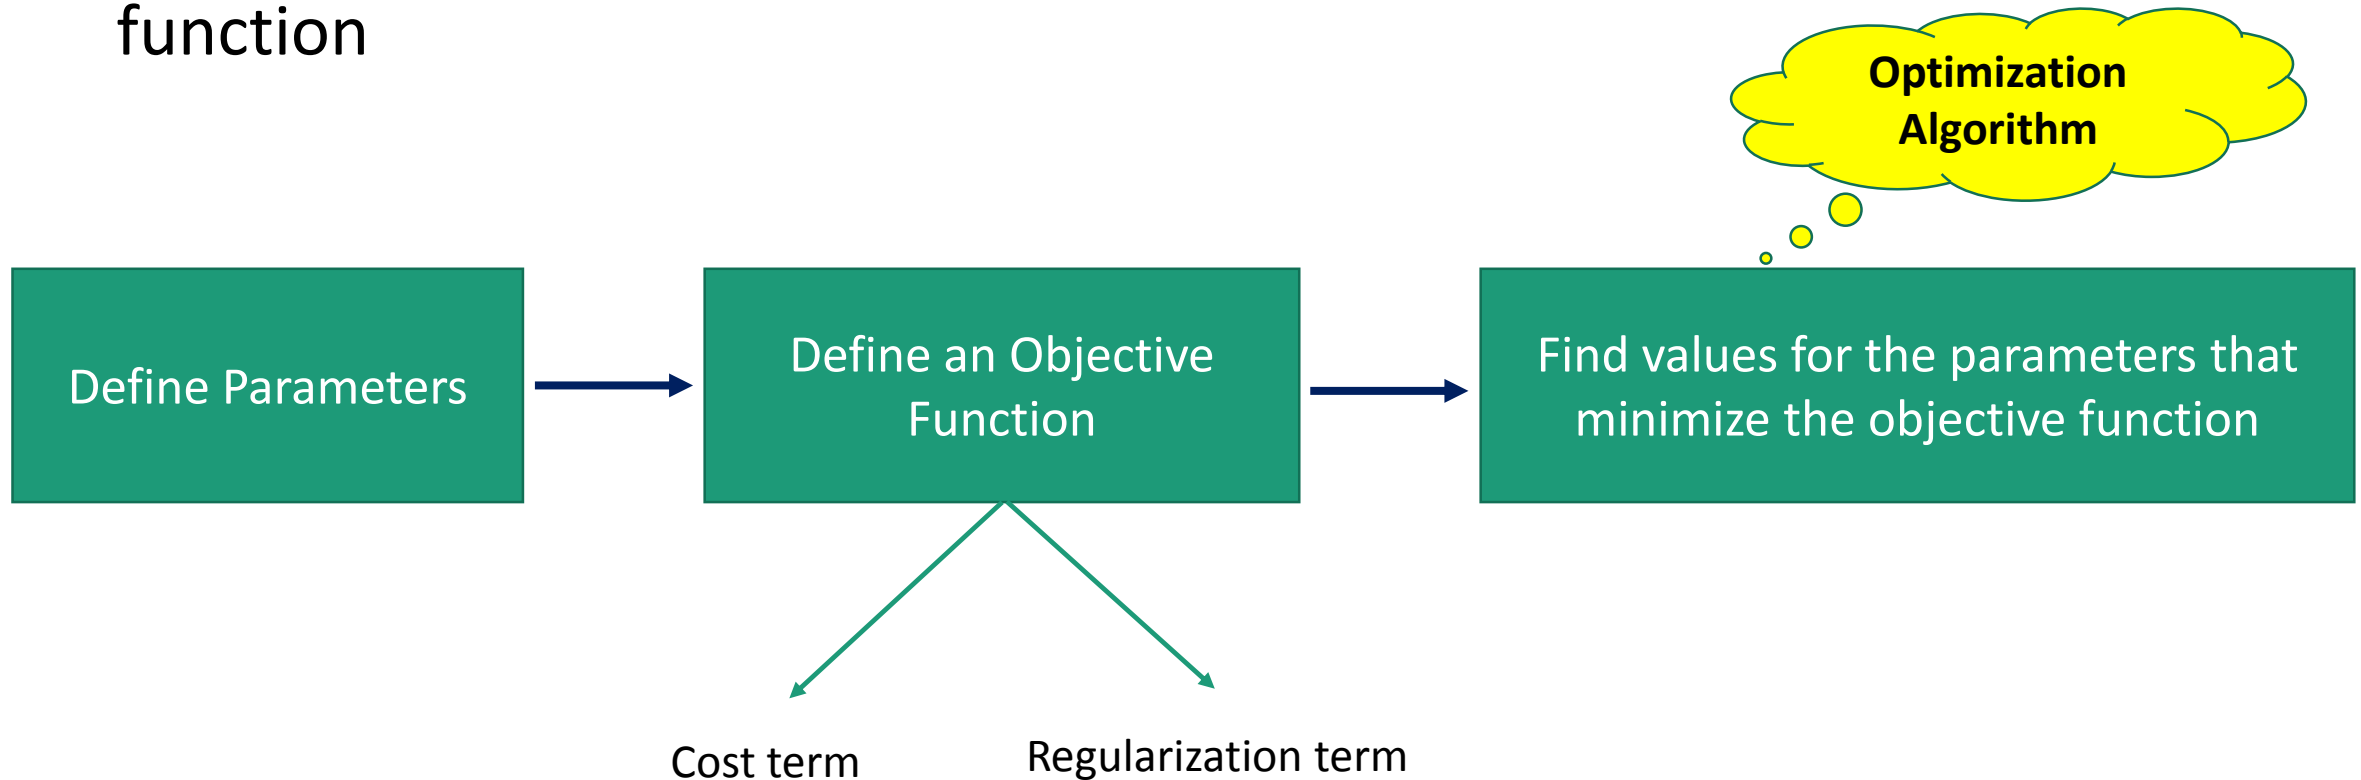 function
Optimization
Algorithm
Define Parameters
Define an Objective
Function
Find values for the parameters that
minimize the objective function
Cost term
Regularization term